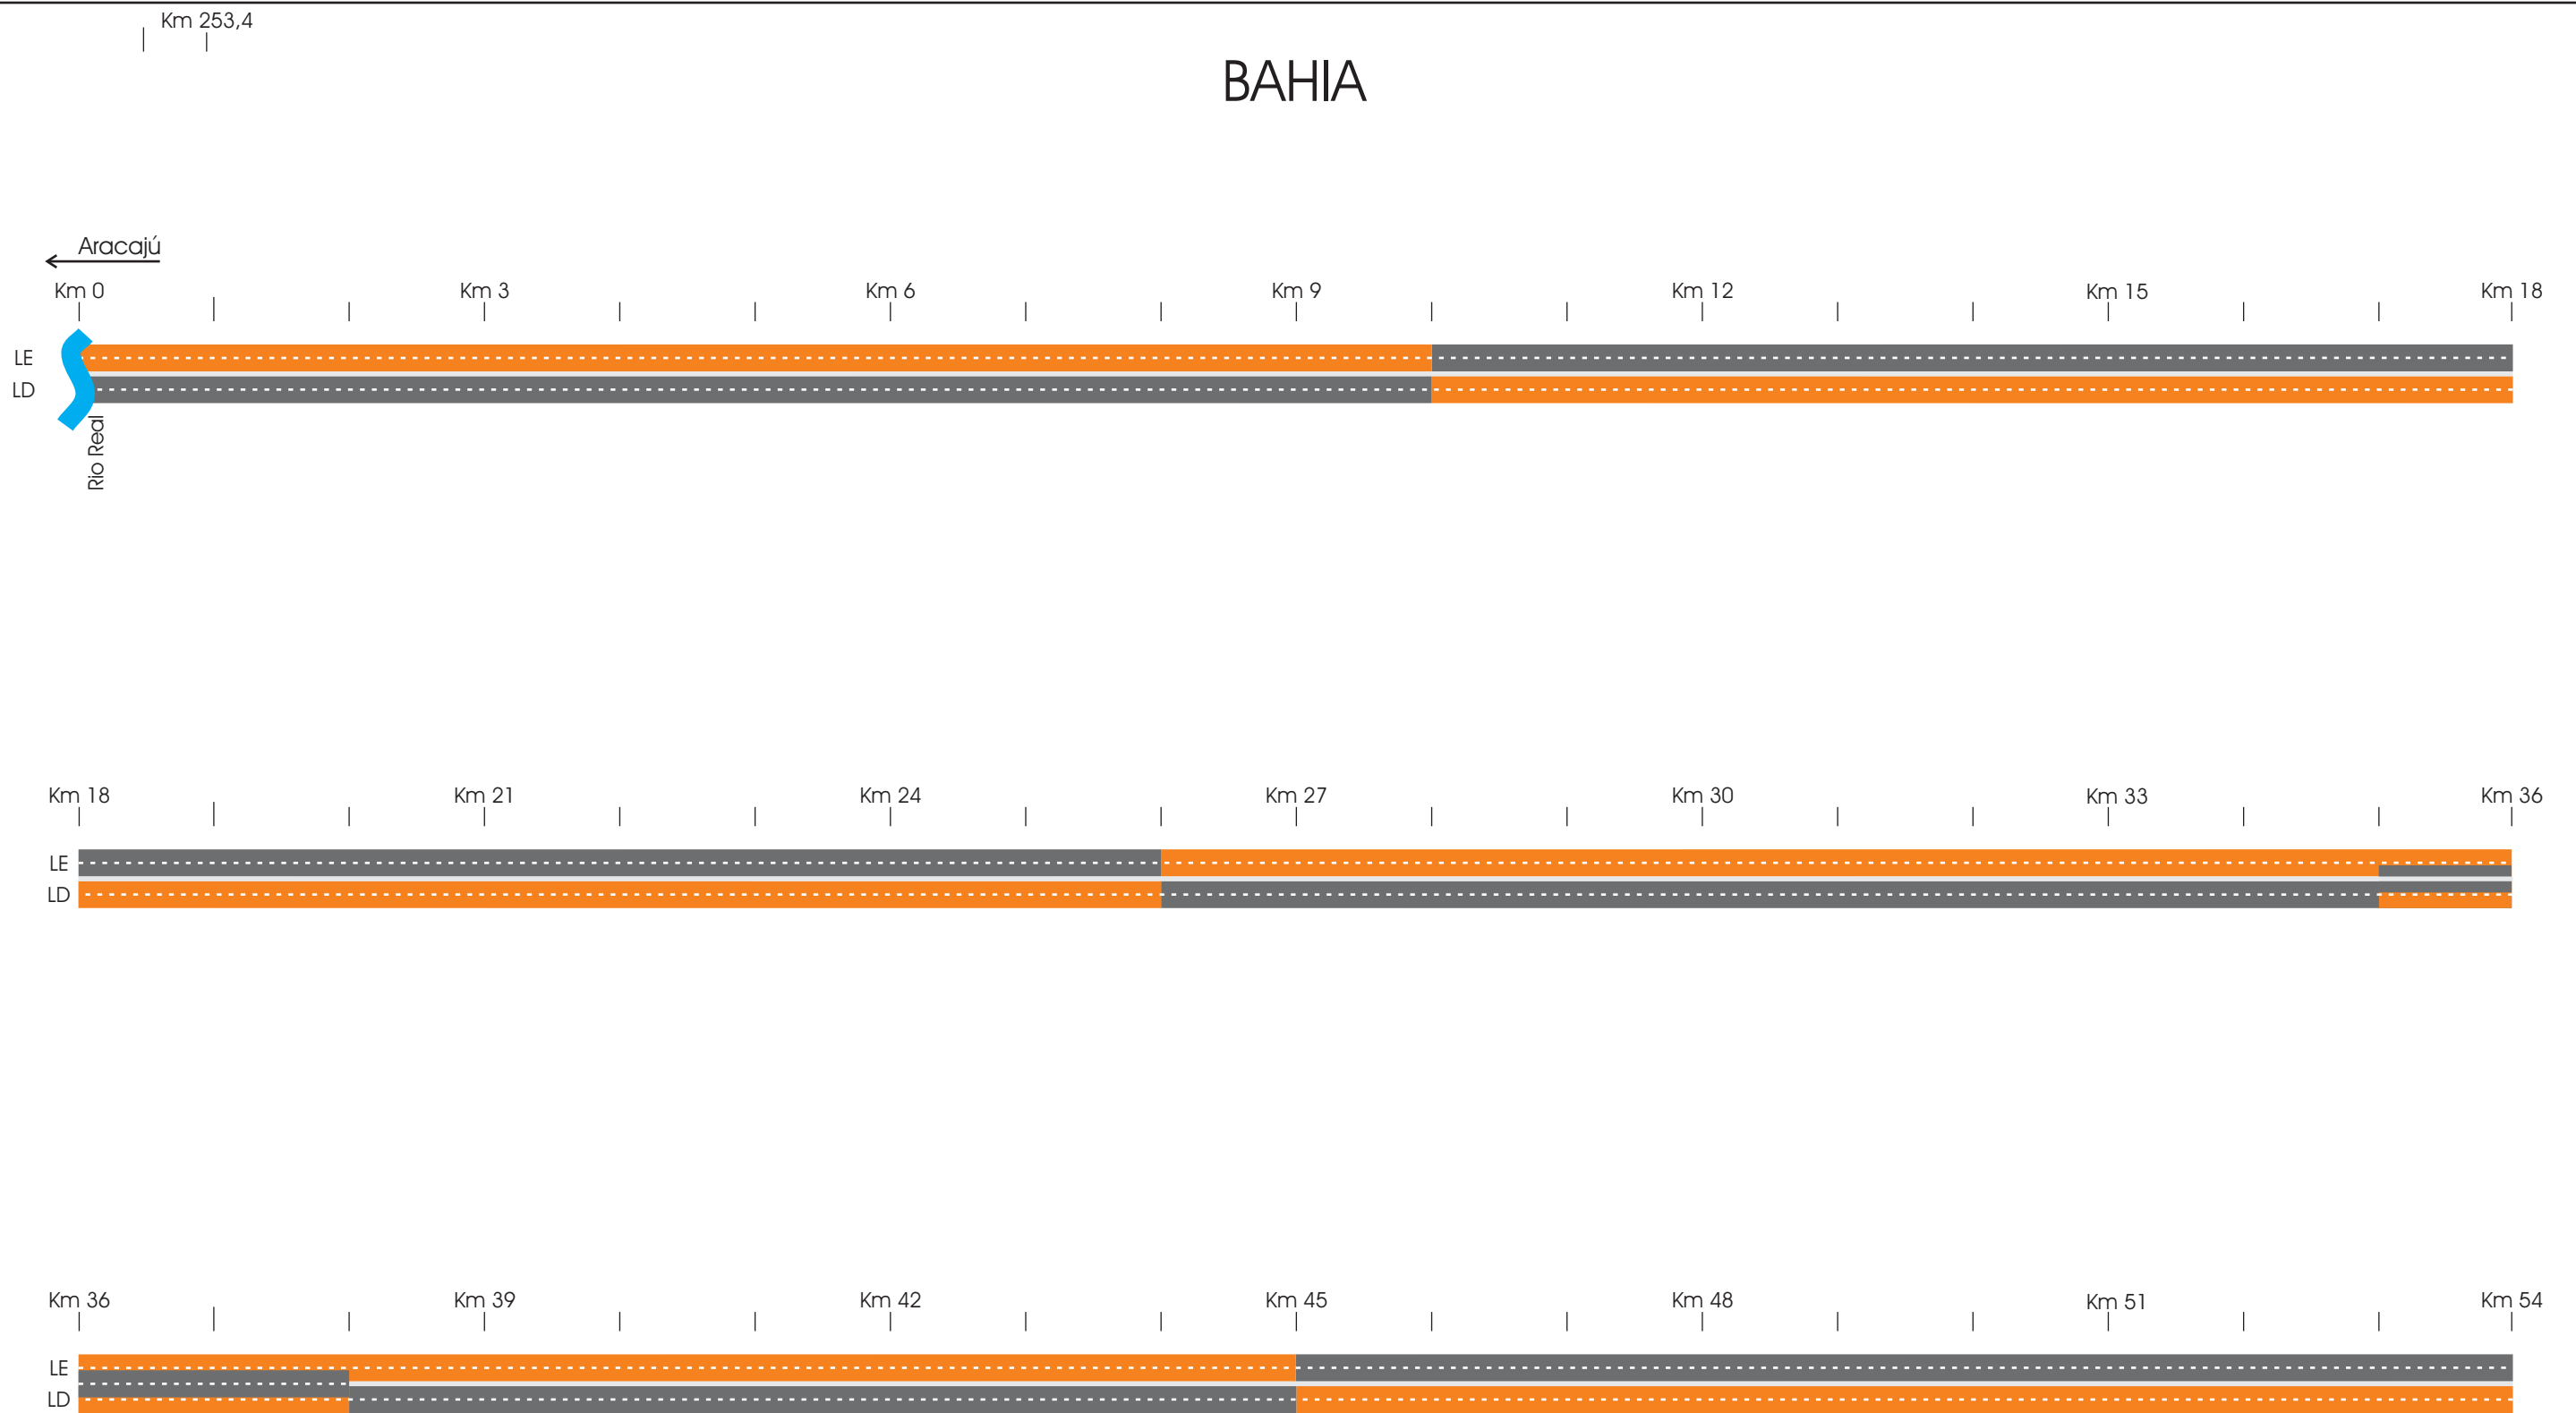 Km 253,4
BAHIA
Aracajú
Km 0 Km 3 Km 6 Km 9 Km 12 Km 15 Km 18
LE
LD
Rio Real
Km 18 Km 21 Km 24 Km 27 Km 30 Km 33 Km 36
LE
LD
Km 36 Km 39 Km 42 Km 45 Km 48 Km 51 Km 54
LE
LD